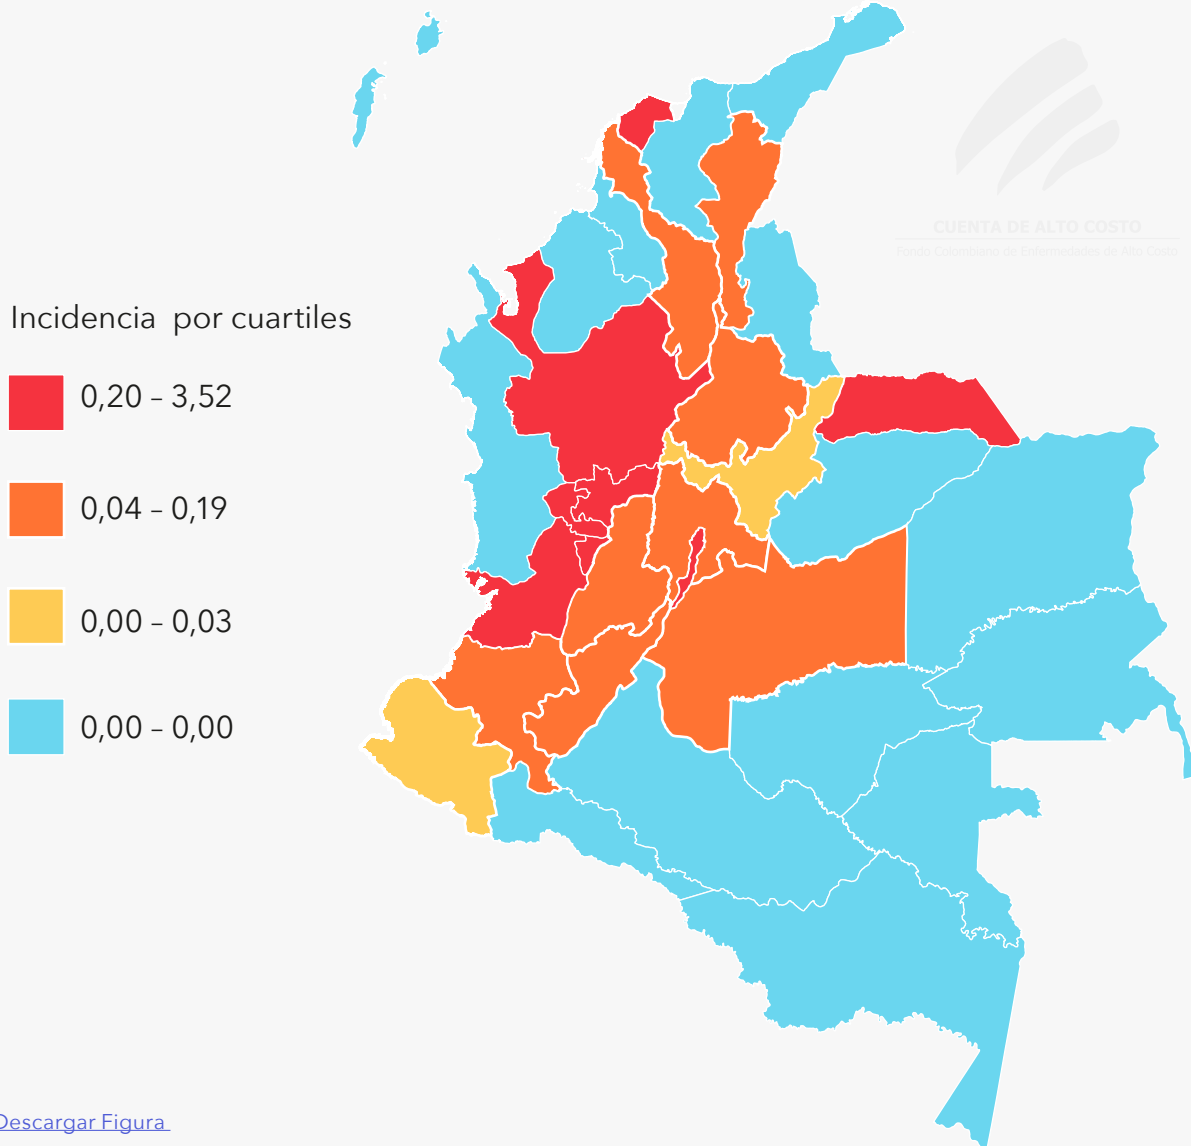 CUENTA DE ALTO COSTO
Fondo Colombiano de Enfermedades de Alto Costo
Incidencia por cuartiles
0,20 – 3,52
0,04 – 0,19
0,00 – 0,03
0,00 – 0,00
Descargar Figura